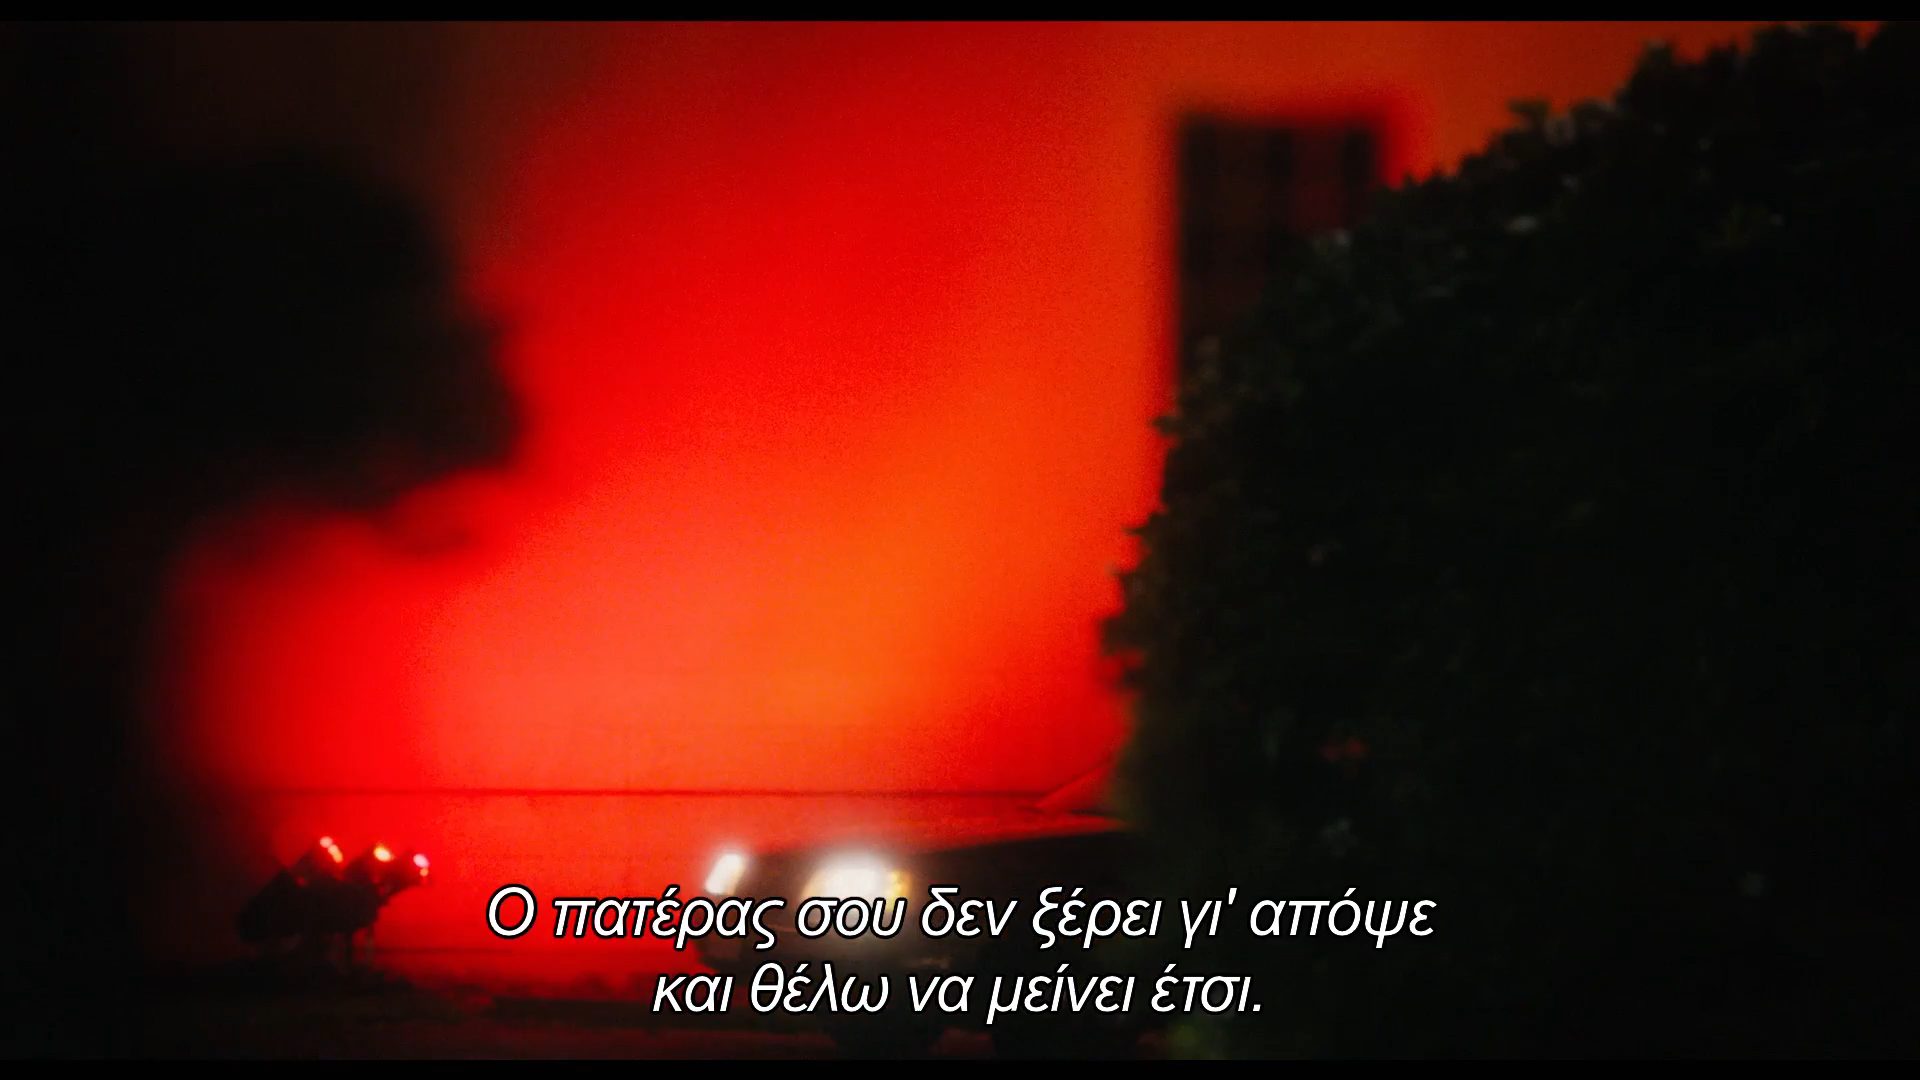 Ο πατέρας σου δεν ξέρει γι' απόψε
και θέλω να μείνει έτσι.